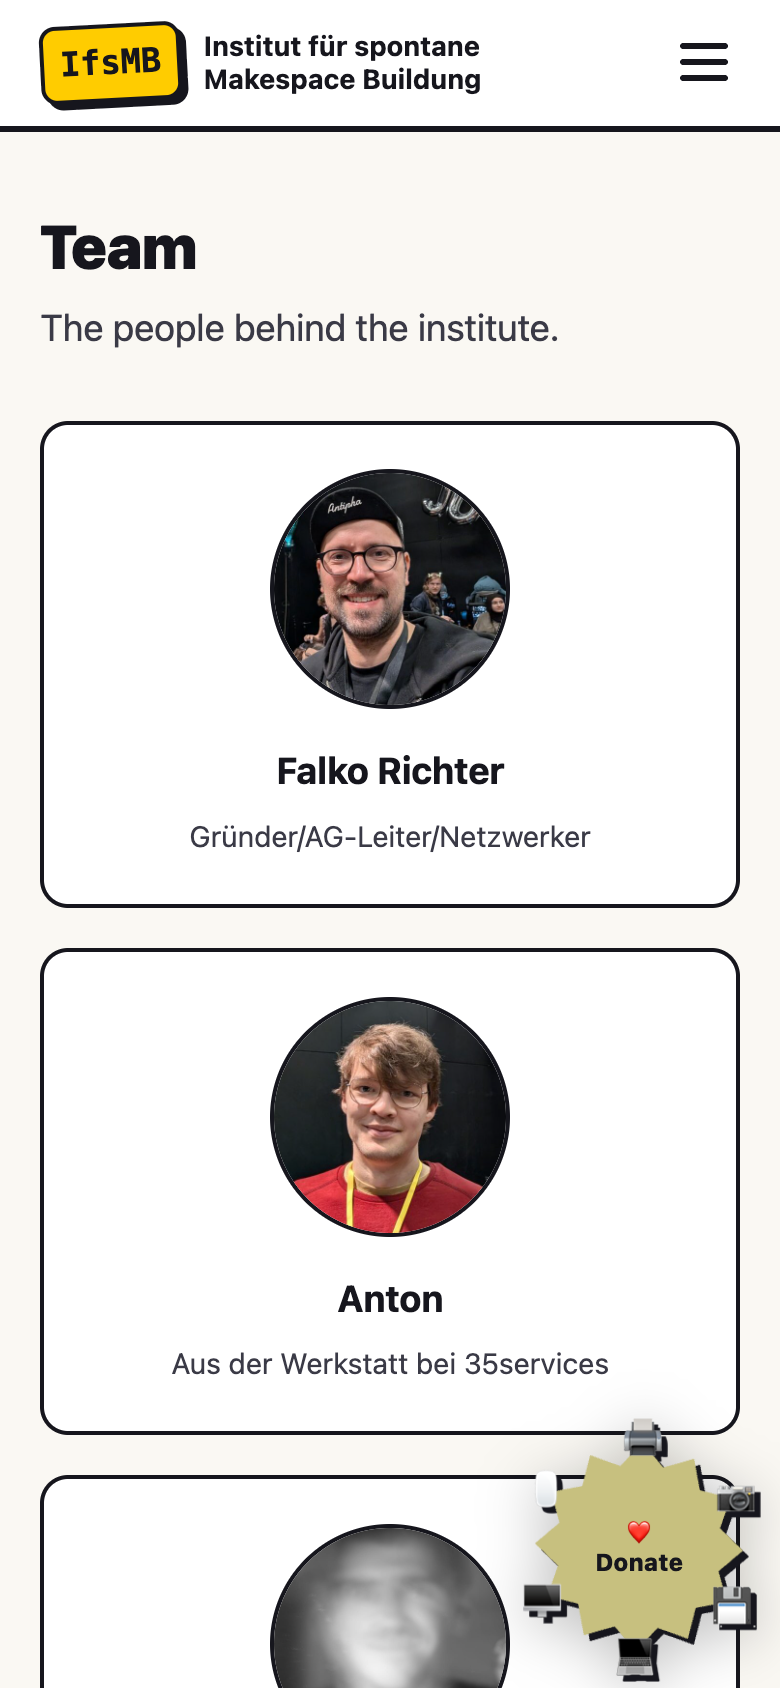 IfsMB
Institut für spontane
Makespace Buildung
Team
The people behind the institute.
Antipha
Falko Richter
Gründer/AG-Leiter/Netzwerker
Anton
Aus der Werkstatt bei 35services
Donate